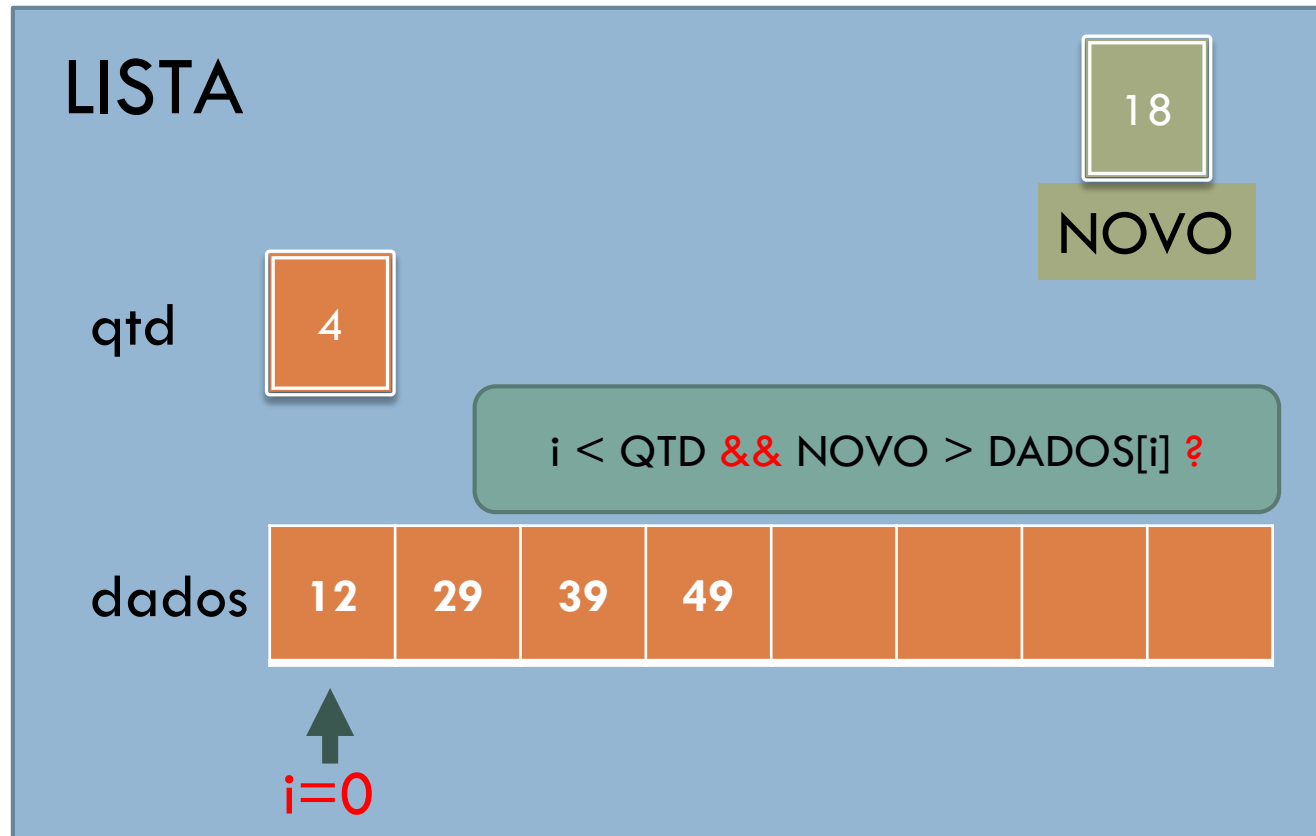 LISTA
18
NOVO
qtd 4
i < QTD && NOVO > DADOS[i] ?
dados 12 29 39 49
i=0